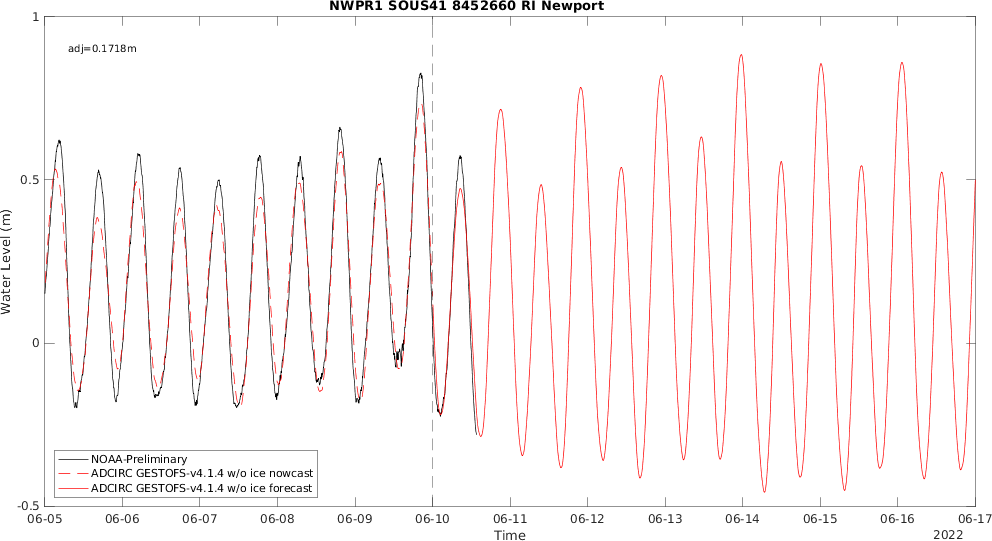 NWPR1 SOUS41 8452660 RI Newport
adj=0.1718m
1
0.5
0
-0.5
Water Level (m)
NOAA-Preliminary
ADCIRC GESTOFS-v4.1.4 w/o ice nowcast
ADCIRC GESTOFS-v4.1.4 w/o ice forecast
06-05 06-06 06-07 06-08 06-09 06-10 06-11 06-12 06-13 06-14 06-15 06-16 06-17
Time
2022